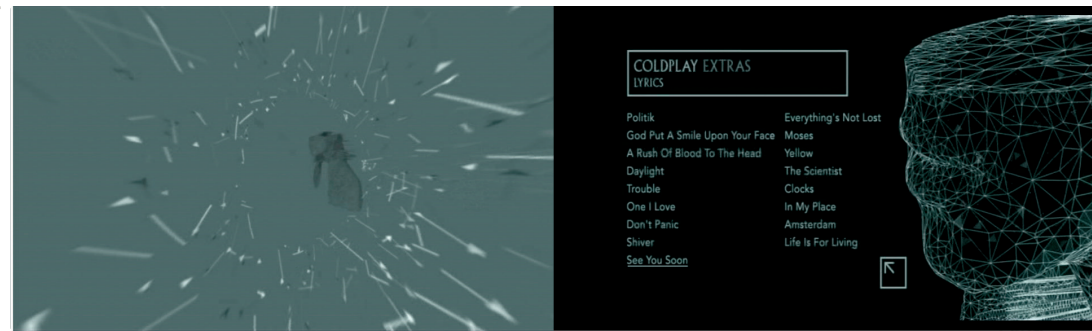 COLDPLAY EXTRAS
LYRICS
Politik
God Put A Smile Upon Your Face
A Rush Of Blood To The Head
Daylight
Trouble
One I Love
Don't Panic
Shiver
See You Soon
Everything's Not Lost
Moses
Yellow
The Scientist
Clocks
In My Place
Amsterdam
Life Is For Living